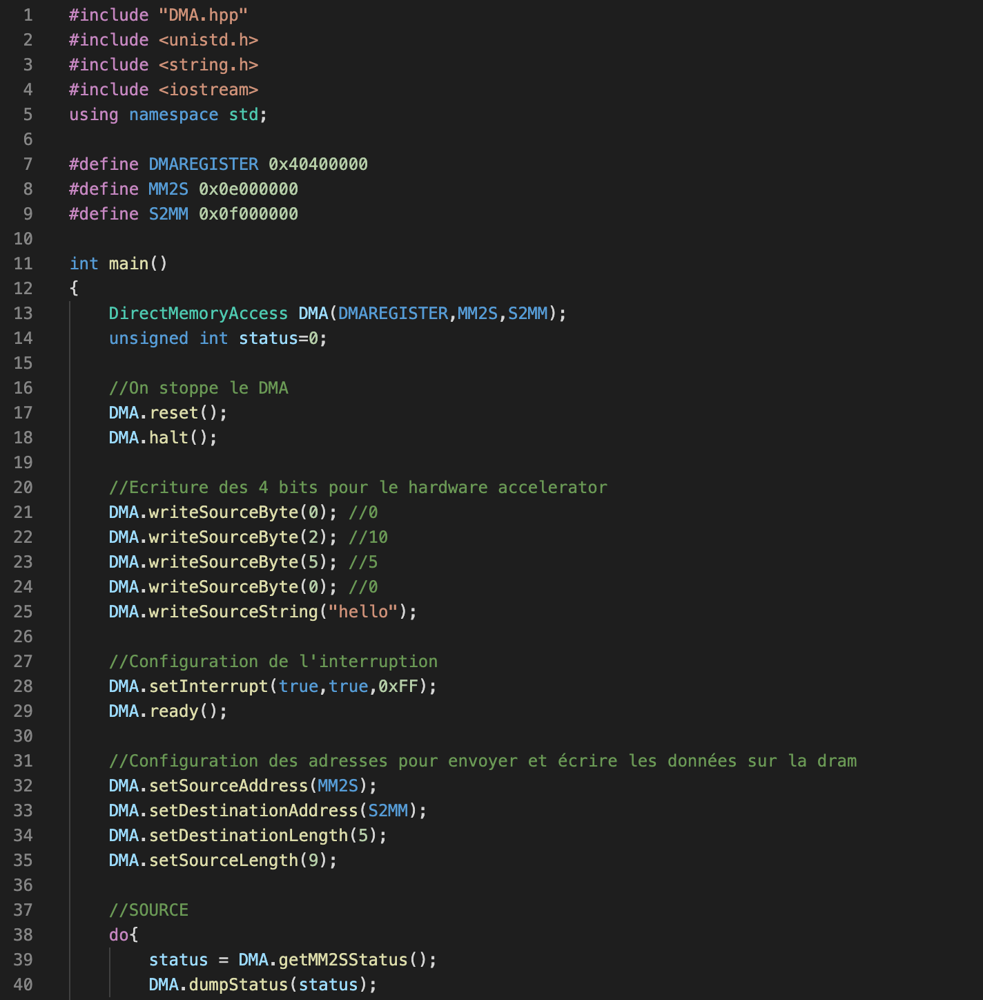 1 #include "DMA.hpp"
2 #include <unistd.h>
3 #include <string.h>
4 #include <iostream>
5 using namespace std;
6
7 #define DMAREGISTER 0x40400000
8 #define MM2S 0x0e000000
9 #define S2MM 0x0f000000
10
11 int main()
12 {
13     DirectMemoryAccess DMA(DMAREGISTER,MM2S,S2MM);
14     unsigned int status=0;
15
16     //On stoppe le DMA
17     DMA.reset();
18     DMA.halt();
19
20     //Ecriture des 4 bits pour le hardware accelerator
21     DMA.writeSourceByte(0); //0
22     DMA.writeSourceByte(2); //10
23     DMA.writeSourceByte(5); //5
24     DMA.writeSourceByte(0); //0
25     DMA.writeSourceString("hello");
26
27     //Configuration de l'interruption
28     DMA.setInterrupt(true,true,0xFF);
29     DMA.ready();
30
31     //Configuration des adresses pour envoyer et écrire les données sur la dram
32     DMA.setSourceAddress(MM2S);
33     DMA.setDestinationAddress(S2MM);
34     DMA.setDestinationLength(5);
35     DMA.setSourceLength(9);
36
37     //SOURCE
38     do{
39         status = DMA.getMM2SStatus();
40         DMA.dumpStatus(status);